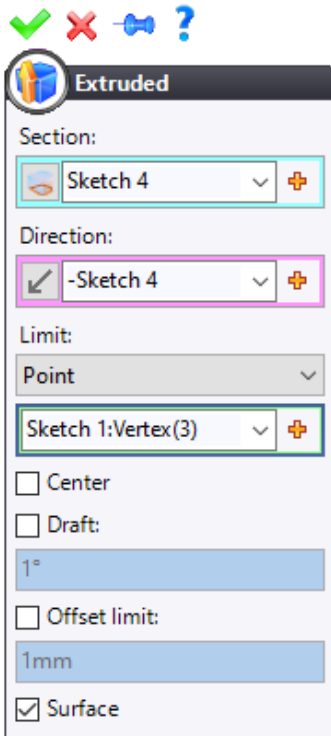 ?
Extruded
Section:
Sketch 4
Direction:
-Sketch 4
Limit:
Point
Sketch 1:Vertex(3)
Center
Draft:
1°
Offset limit:
1mm
Surface